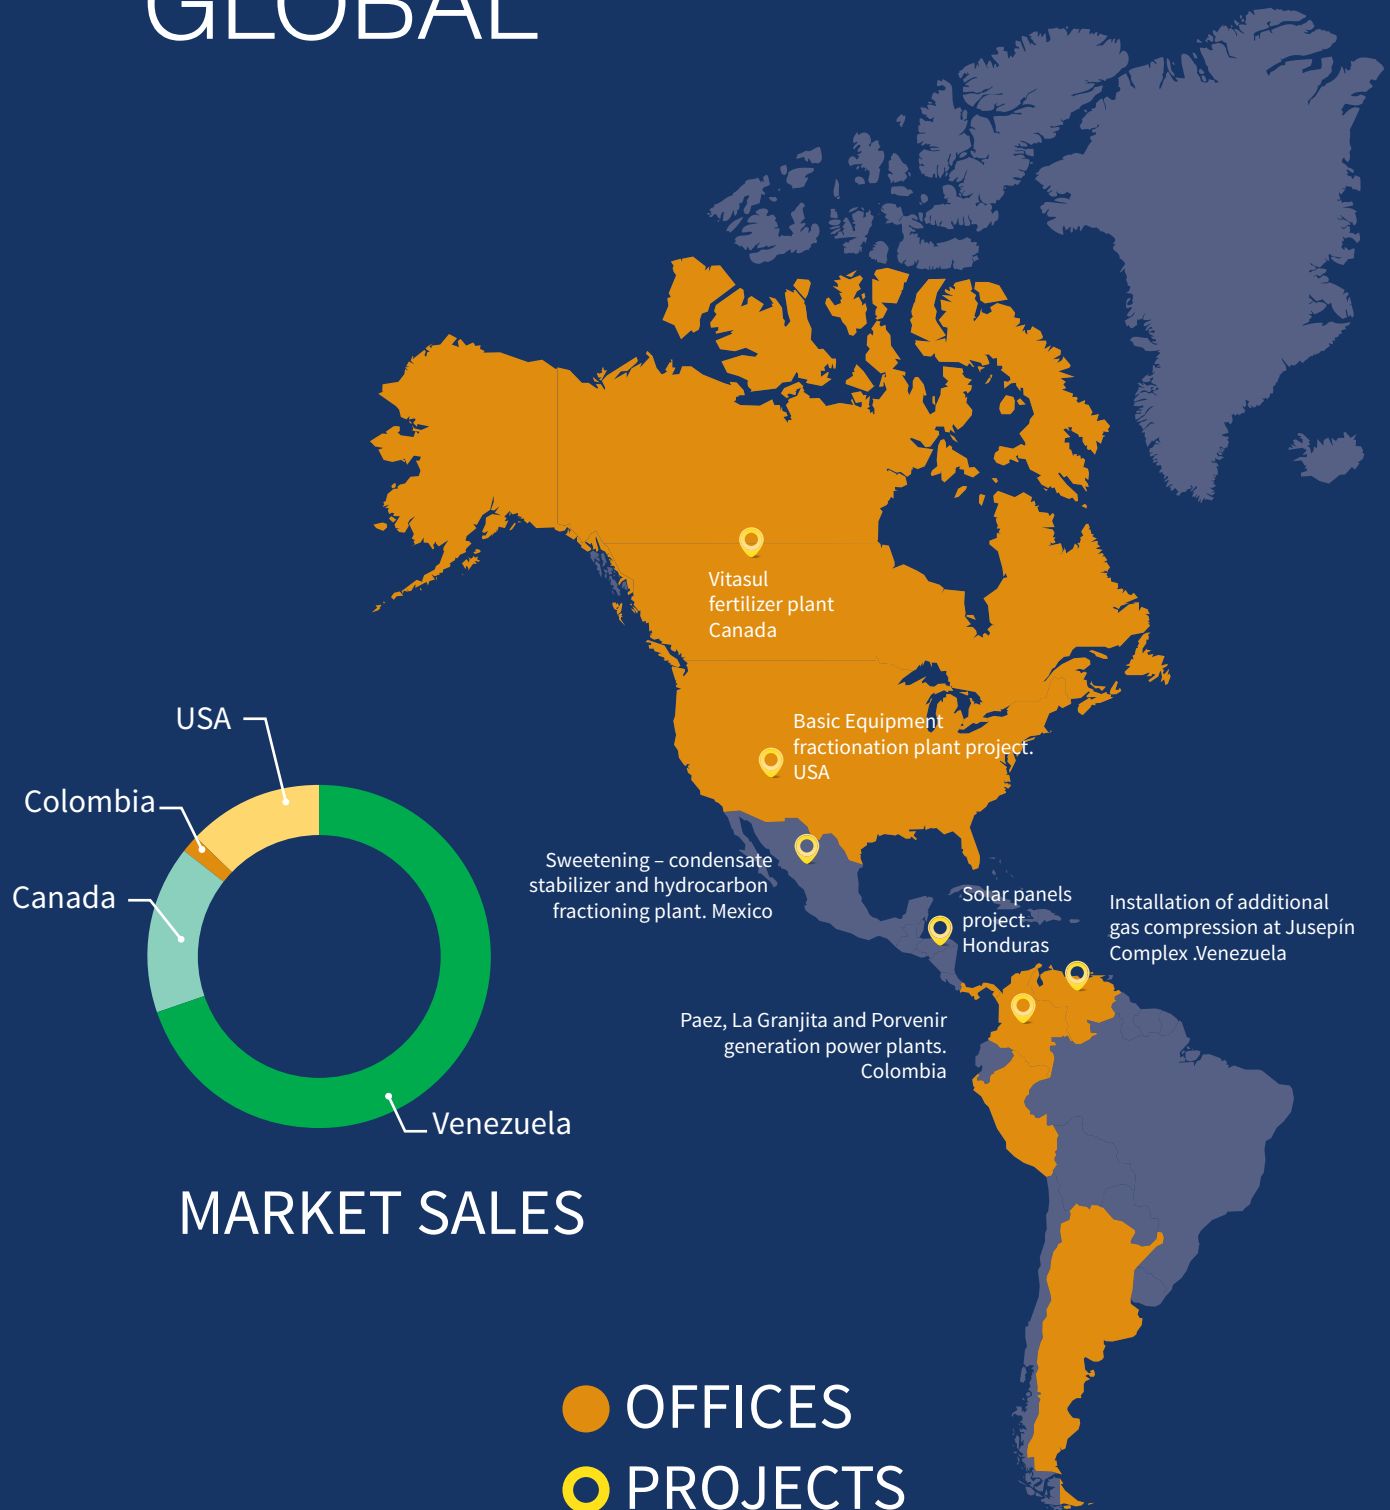 GLOBAL
Vitasul
fertilizer plant
Canada
USA
Basic Equipment
fractionation plant project.
USA
Colombia
Canada
Sweetening – condensate
stabilizer and hydrocarbon
fractioning plant. Mexico
Solar panels
project.
Honduras
Installation of additional
gas compression at Jusepín
Complex .Venezuela
Paez, La Granjita and Porvenir
generation power plants.
Colombia
Venezuela
MARKET SALES
OFFICES
PROJECTS